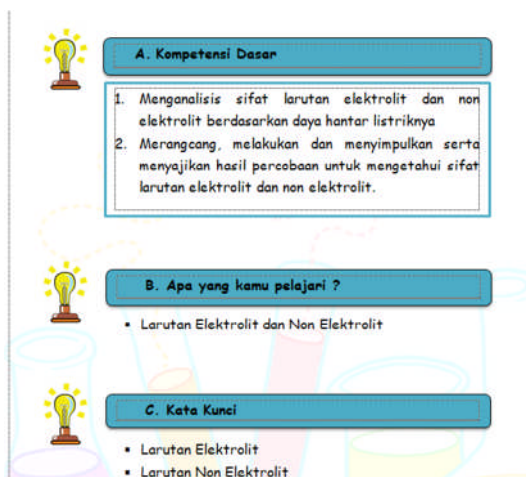 A. Kompetensi Dasar
1. Menganalisis sifat larutan elektrolit dan non
elektrolit berdasarkan daya hantar listriknya
2. Merangcang, melakukan dan menyimpulkan serta
menyajikan hasil percobaan untuk mengetahui sifat
larutan elektrolit dan non elektrolit.
B. Apa yang kamu pelajari ?
▪ Larutan Elektrolit dan Non Elektrolit
C. Kata Kunci
▪ Larutan Elektrolit
▪ Larutan Non Elektrolit